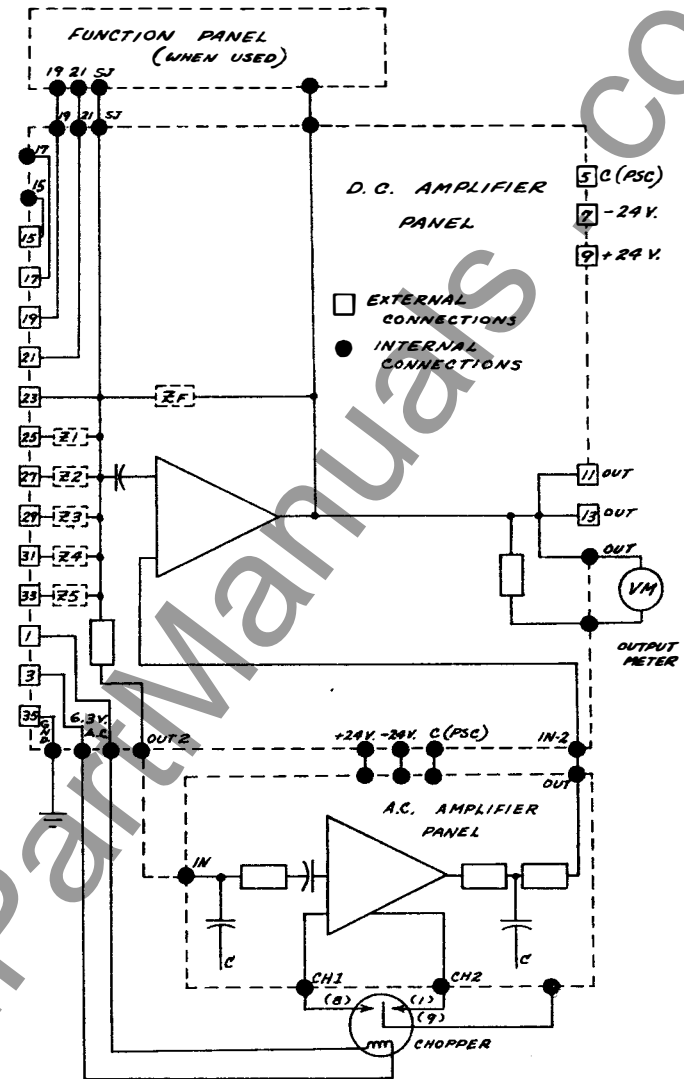 FUNCTION PANEL
(WHEN USED)
19 21 SJ
19 21 SJ
17
15
15
17
19
21
23
25
27
29
31
33
1
3
35
5 C (PSC)
7 -24 V.
9 +24 V.
D.C. AMPLIFIER
PANEL
EXTERNAL
CONNECTIONS
INTERNAL
CONNECTIONS
ZF
Z1
Z2
Z3
Z4
Z5
11 OUT
13 OUT
OUT
VM
OUTPUT
METER
GND
6.3V.
A.C.
OUT 2
+24V. -24V. C (PSC)
IN-2
OUT
A.C. AMPLIFIER
PANEL
IN
C
C
CH1
CH2
(8)
(1)
(9)
CHOPPER
PartManuals.co